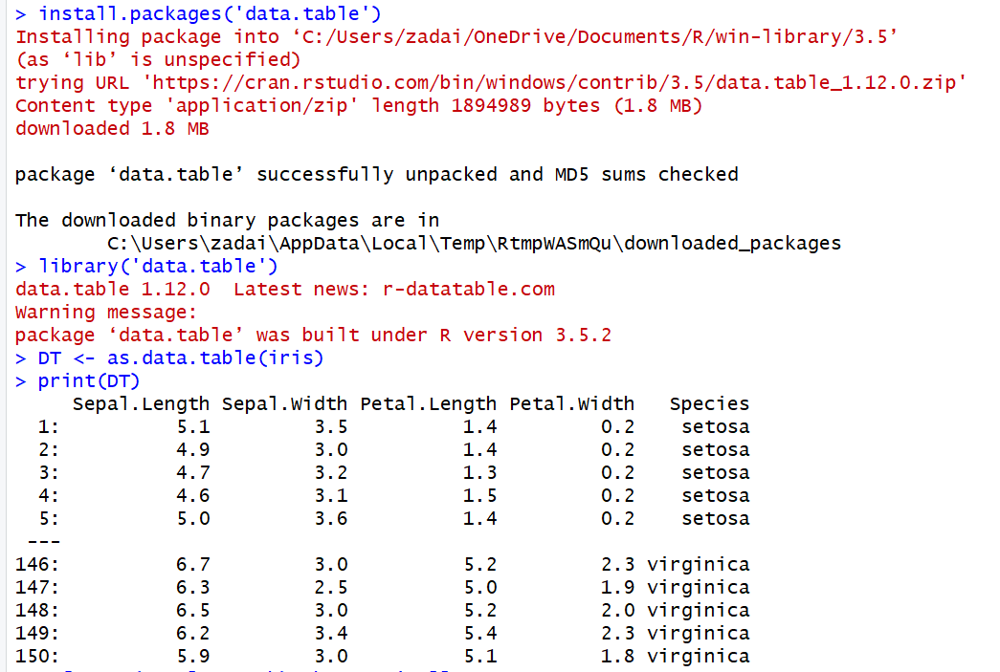 > install.packages('data.table')
Installing package into ‘C:/Users/zadai/OneDrive/Documents/R/win-library/3.5’
(as ‘lib’ is unspecified)
trying URL 'https://cran.rstudio.com/bin/windows/contrib/3.5/data.table_1.12.0.zip'
Content type 'application/zip' length 1894989 bytes (1.8 MB)
downloaded 1.8 MB

package ‘data.table’ successfully unpacked and MD5 sums checked

The downloaded binary packages are in
        C:\Users\zadai\AppData\Local\Temp\RtmpWASmQu\downloaded_packages
> library('data.table')
data.table 1.12.0  Latest news: r-datatable.com
Warning message:
package ‘data.table’ was built under R version 3.5.2
> DT <- as.data.table(iris)
> print(DT)
     Sepal.Length Sepal.Width Petal.Length Petal.Width   Species
  1:          5.1         3.5          1.4         0.2    setosa
  2:          4.9         3.0          1.4         0.2    setosa
  3:          4.7         3.2          1.3         0.2    setosa
  4:          4.6         3.1          1.5         0.2    setosa
  5:          5.0         3.6          1.4         0.2    setosa
 ---
146:          6.7         3.0          5.2         2.3 virginica
147:          6.3         2.5          5.0         1.9 virginica
148:          6.5         3.0          5.2         2.0 virginica
149:          6.2         3.4          5.4         2.3 virginica
150:          5.9         3.0          5.1         1.8 virginica